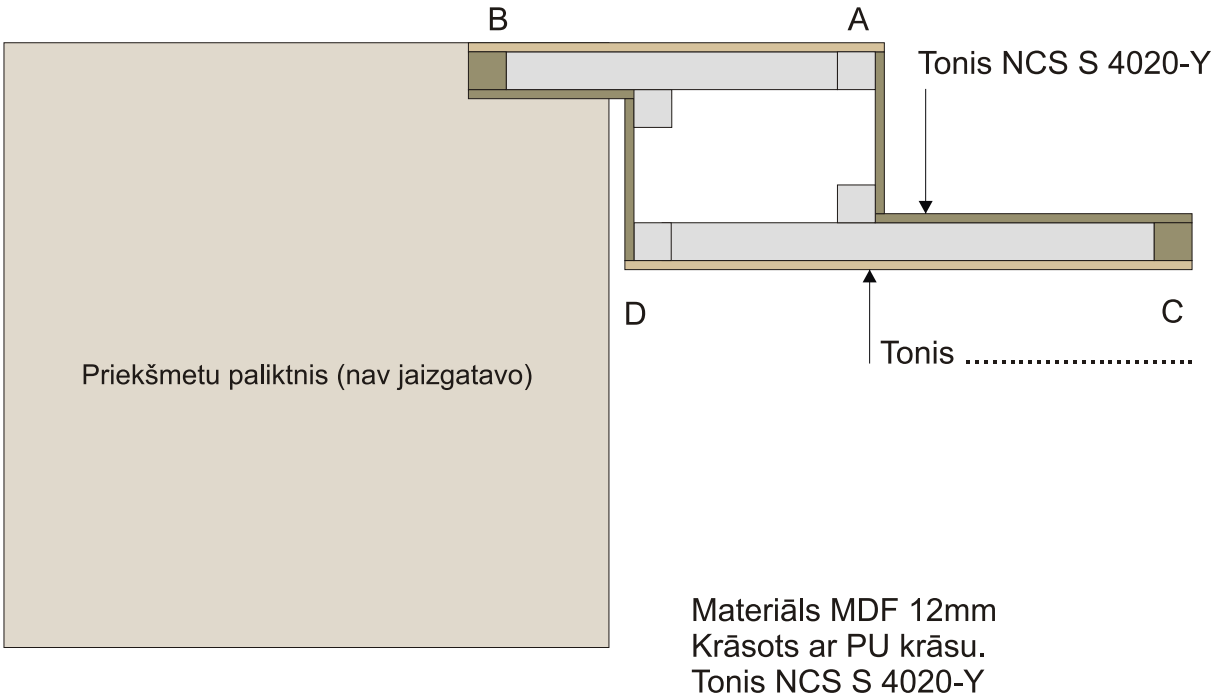 B
A
Tonis NCS S 4020-Y
D
C
Tonis .........................
Priekšmetu paliktnis (nav jaizgatavo)
Materiāls MDF 12mm
Krāsots ar PU krāsu.
Tonis NCS S 4020-Y